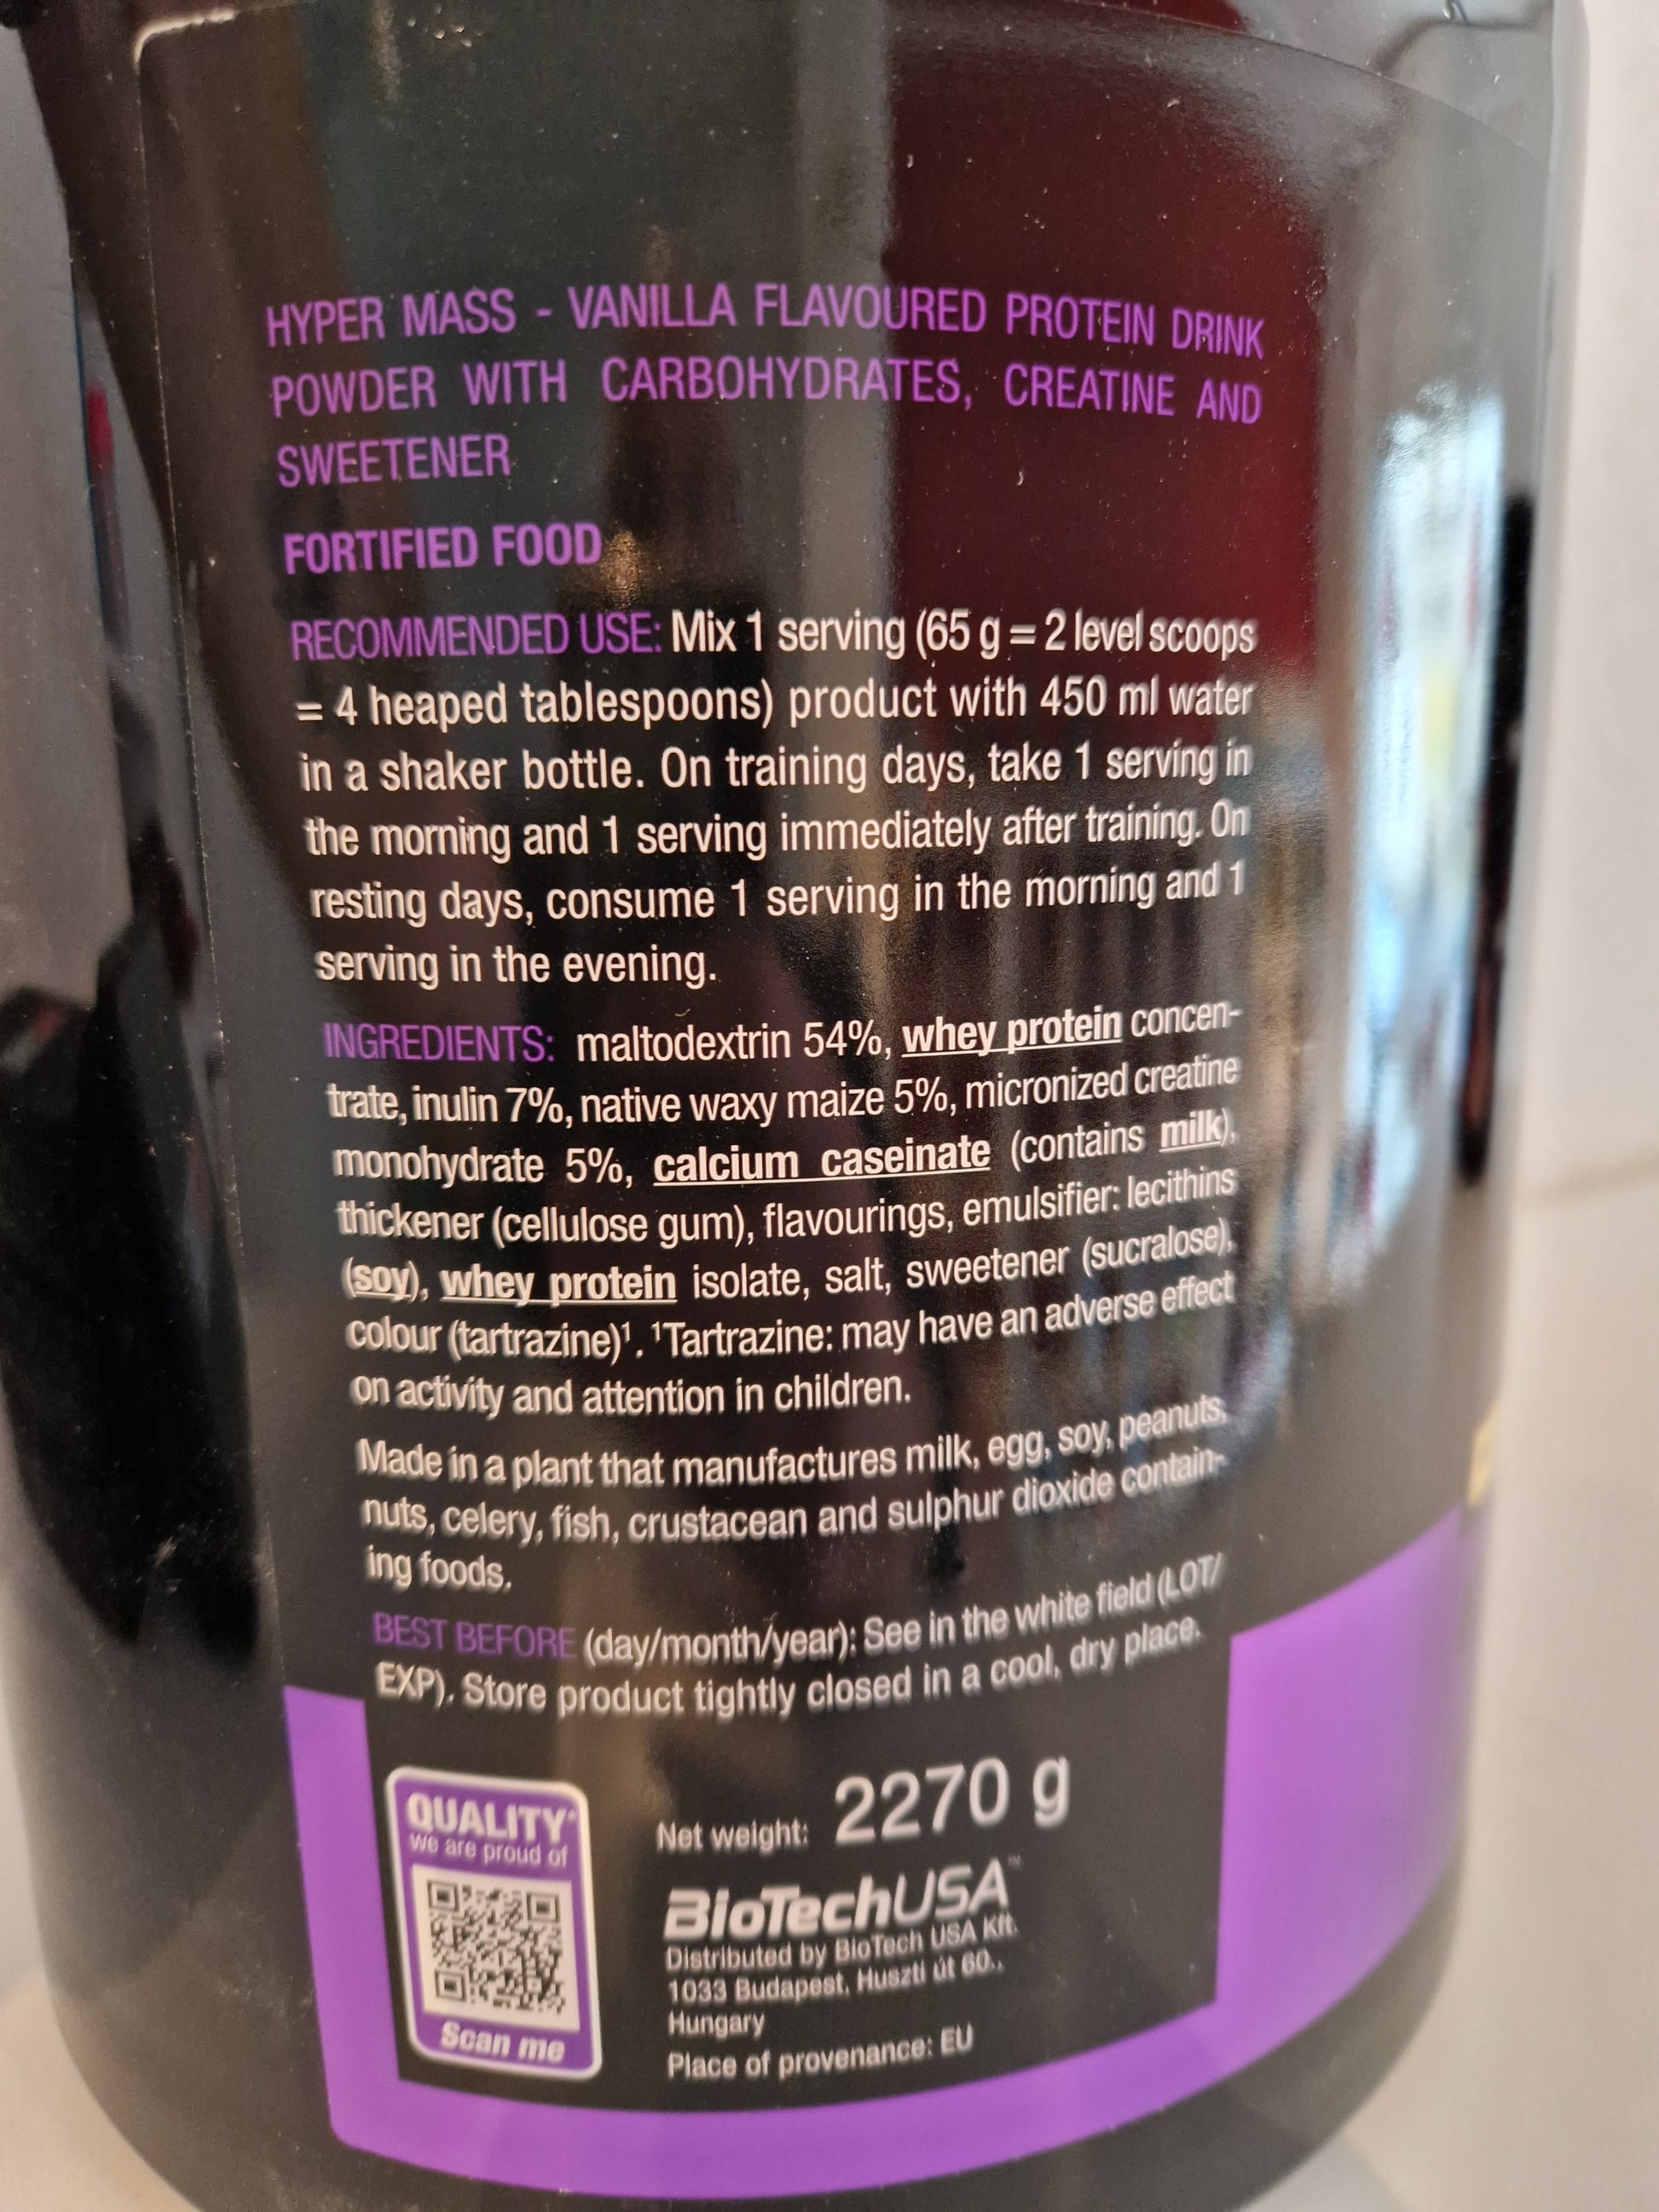 HYPER MASS - VANILLA FLAVOURED PROTEIN DRINK
POWDER WITH CARBOHYDRATES, CREATINE AND
SWEETENER
FORTIFIED FOOD
RECOMMENDED USE: Mix 1 serving (65 g = 2 level scoops
= 4 heaped tablespoons) product with 450 ml water
in a shaker bottle. On training days, take 1 serving in
the morning and 1 serving immediately after training. On
resting days, consume 1 serving in the morning and 1
serving in the evening.
INGREDIENTS: maltodextrin 54%, whey protein concen-
trate, inulin 7%, native waxy maize 5%, micronized creatine
monohydrate 5%, calcium caseinate (contains milk),
thickener (cellulose gum), flavourings, emulsifier: lecithins
(soy), whey protein isolate, salt, sweetener (sucralose),
colour (tartrazine)¹. ¹Tartrazine: may have an adverse effect
on activity and attention in children.
Made in a plant that manufactures milk, egg, soy, peanuts,
nuts, celery, fish, crustacean and sulphur dioxide contain-
ing foods.
BEST BEFORE (day/month/year): See in the white field (LOT/
EXP). Store product tightly closed in a cool, dry place.
QUALITY*
we are proud of
Scan me
Net weight: 2270 g
BioTechUSA™
Distributed by BioTech USA Kft.
1033 Budapest, Huszti út 60.,
Hungary
Place of provenance: EU